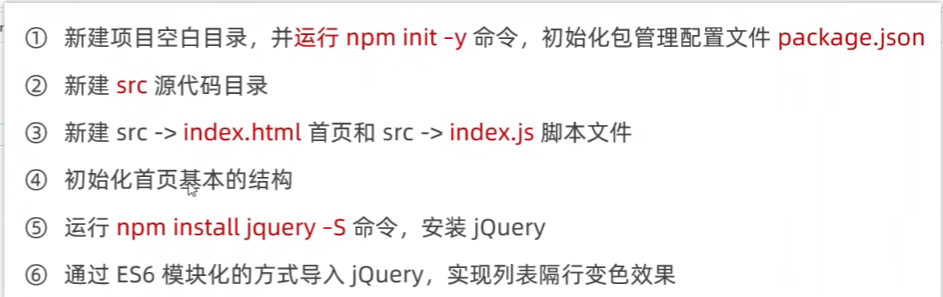 ① 新建项目空白目录，并运行 npm init –y 命令，初始化包管理配置文件 package.json
② 新建 src 源代码目录
③ 新建 src -> index.html 首页和 src -> index.js 脚本文件
④ 初始化首页基本的结构
⑤ 运行 npm install jquery –S 命令，安装 jQuery
⑥ 通过 ES6 模块化的方式导入 jQuery，实现列表隔行变色效果